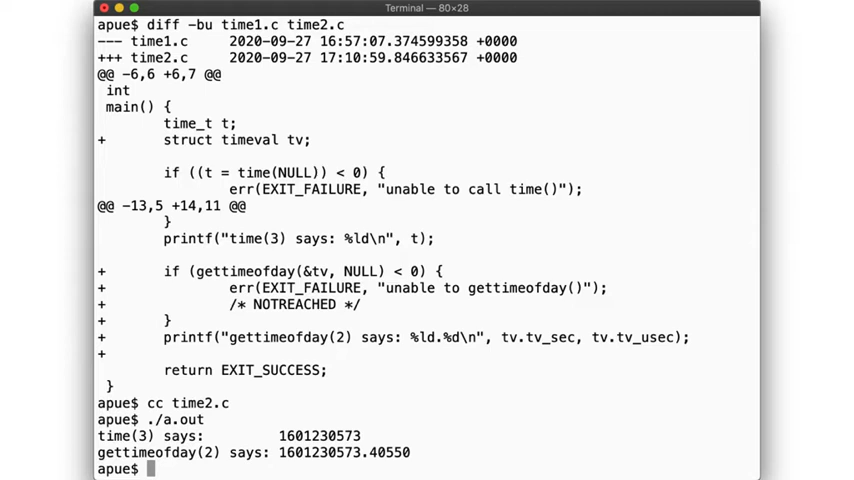 Terminal — 80×28
apue$ diff -bu time1.c time2.c
--- time1.c     2020-09-27 16:57:07.374599358 +0000
+++ time2.c     2020-09-27 17:10:59.846633567 +0000
@@ -6,6 +6,7 @@
 int
 main() {
        time_t t;
+       struct timeval tv;

        if ((t = time(NULL)) < 0) {
                err(EXIT_FAILURE, "unable to call time()");
@@ -13,5 +14,11 @@
        }
        printf("time(3) says: %ld\n", t);

+       if (gettimeofday(&tv, NULL) < 0) {
+               err(EXIT_FAILURE, "unable to gettimeofday()");
+               /* NOTREACHED */
+       }
+       printf("gettimeofday(2) says: %ld.%d\n", tv.tv_sec, tv.tv_usec);
+
        return EXIT_SUCCESS;
 }
apue$ cc time2.c
apue$ ./a.out
time(3) says:         1601230573
gettimeofday(2) says: 1601230573.40550
apue$